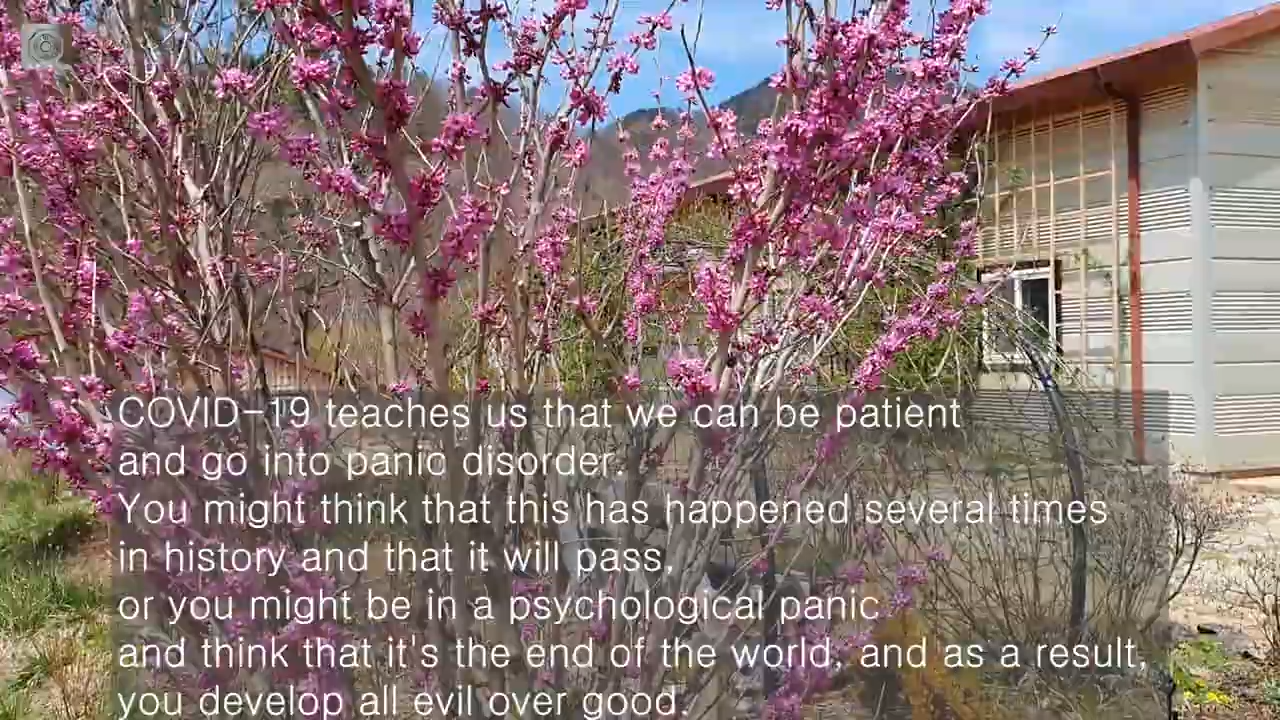 COVID-19 teaches us that we can be patient
and go into panic disorder.
You might think that this has happened several times
in history and that it will pass,
or you might be in a psychological panic
and think that it's the end of the world, and as a result,
you develop all evil over good.